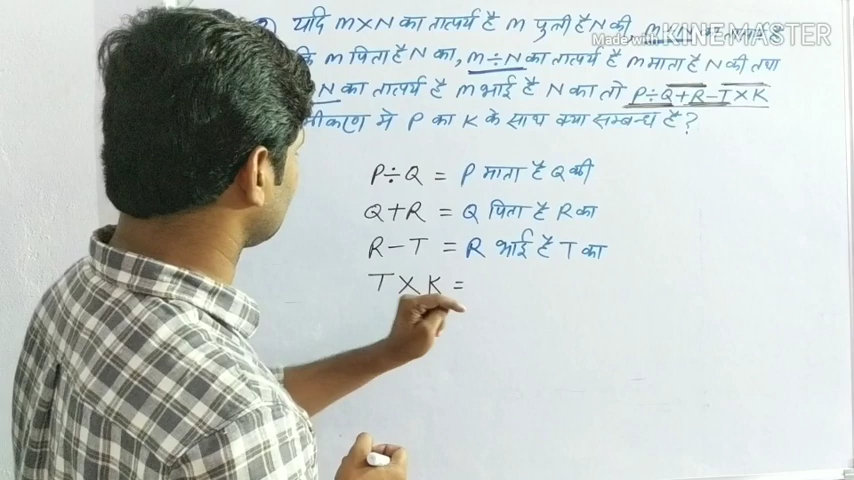 यदि M×N का तात्पर्य है M पुत्री है N की,
Made with KINEMASTER
M पिता है N का, M÷N का तात्पर्य है M माता है N की तथा
N का तात्पर्य है M भाई है N का तो P÷Q+R-T×K
में P का K के साथ क्या सम्बन्ध है?
P÷Q = P माता है Q की
Q+R = Q पिता है R का
R-T = R भाई है T का
T×K =